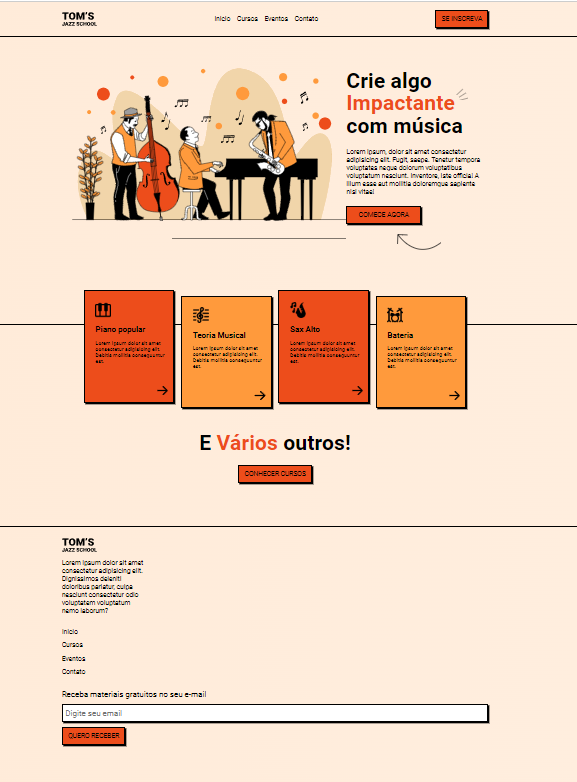 TOM'S
JAZZ SCHOOL
Início Cursos Eventos Contato
SE INSCREVA
Crie algo
Impactante
com música
Lorem ipsum, dolor sit amet consectetur
adipisicing elit. Fugit, saepe. Tenetur tempora
voluptates neque dolorum voluptatibus
voluptatum nesciunt. Inventore, iste officia! A
illum esse aut mollitia doloremque sapiente
nisi vitae!
COMECE AGORA
Piano popular
Lorem ipsum dolor sit amet
consectetur adipisicing elit.
Debitis mollitia consequuntur
est.
Teoria Musical
Lorem ipsum dolor sit amet
consectetur adipisicing elit.
Debitis mollitia consequuntur
est.
Sax Alto
Lorem ipsum dolor sit amet
consectetur adipisicing elit.
Debitis mollitia consequuntur
est.
Bateria
Lorem ipsum dolor sit amet
consectetur adipisicing elit.
Debitis mollitia consequuntur
est.
E Vários outros!
CONHECER CURSOS
TOM'S
JAZZ SCHOOL
Lorem ipsum dolor sit amet
consectetur adipisicing elit.
Dignissimos deleniti
doloribus pariatur, culpa
nesciunt consectetur odio
voluptatem voluptatum
nemo laborum?
Início
Cursos
Eventos
Contato
Receba materiais gratuitos no seu e-mail
Digite seu email
QUERO RECEBER